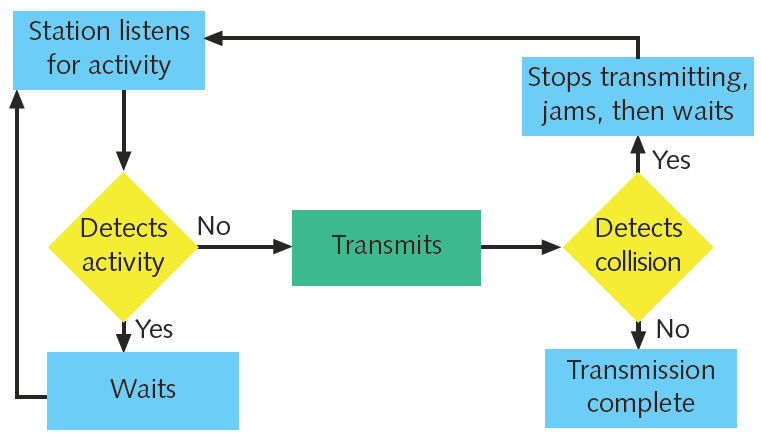 Station listens
for activity
Stops transmitting,
jams, then waits
Yes
Detects
activity
No
Transmits
Detects
collision
Yes
No
Waits
Transmission
complete